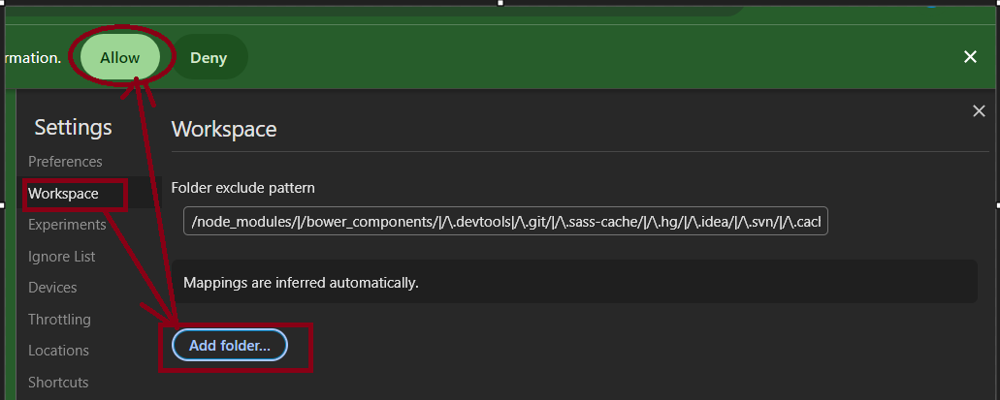 rmation.
Allow
Deny
Settings
Workspace
Preferences
Workspace
Folder exclude pattern
/node_modules/|/bower_components/|/\.devtools|/\.git/|/\.sass-cache/|/\.hg/|/\.idea/|/\.svn/|/\.cacl
Experiments
Ignore List
Devices
Mappings are inferred automatically.
Throttling
Locations
Add folder...
Shortcuts